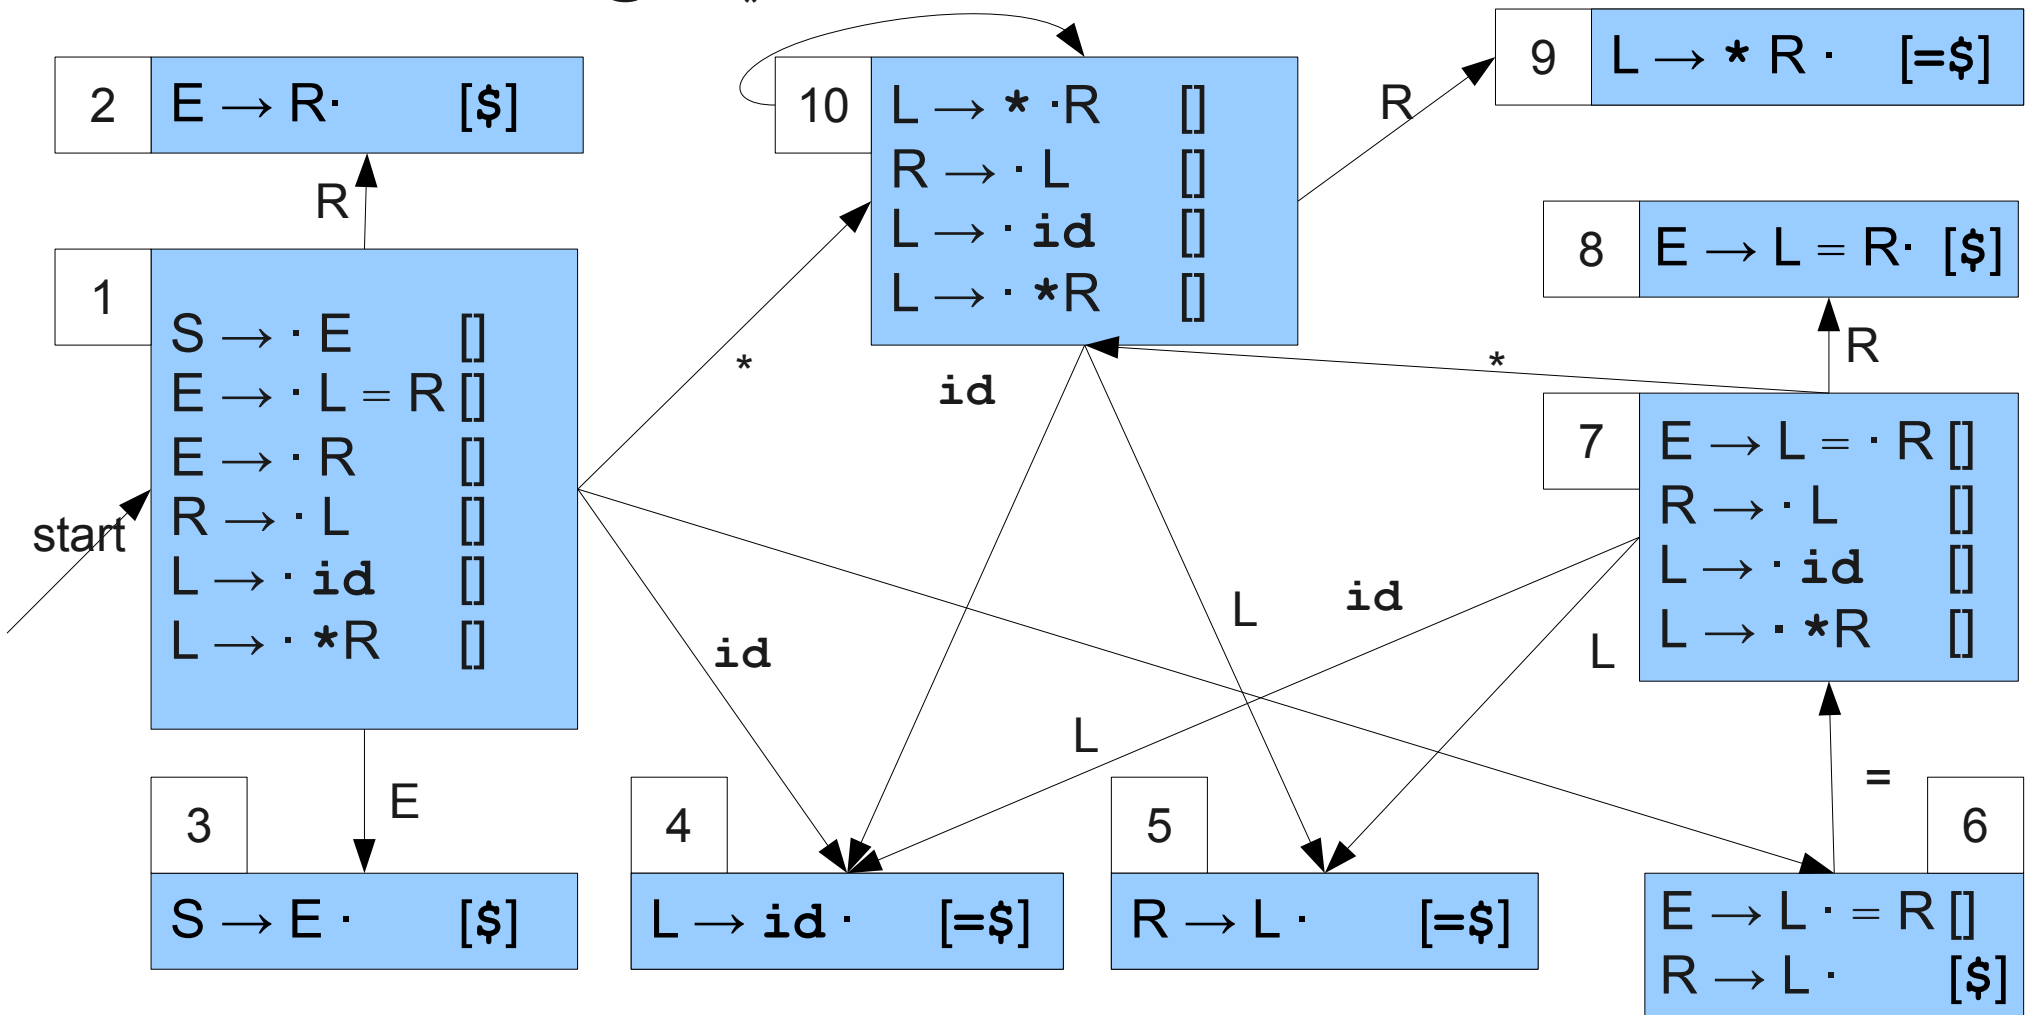 2
E → R· [$]
R
1
S → · E []
E → · L = R []
E → · R []
R → · L []
L → · id []
L → · *R []
start
E
3
S → E · [$]
10
L → * ·R []
R → · L []
L → · id []
L → · *R []
R
9
L → * R · [=$]
8
E → L = R· [$]
R
*
*
id
7
E → L = · R []
R → · L []
L → · id []
L → · *R []
id
L
id
L
L
=
4
L → id · [=$]
5
R → L · [=$]
6
E → L · = R []
R → L · [$]